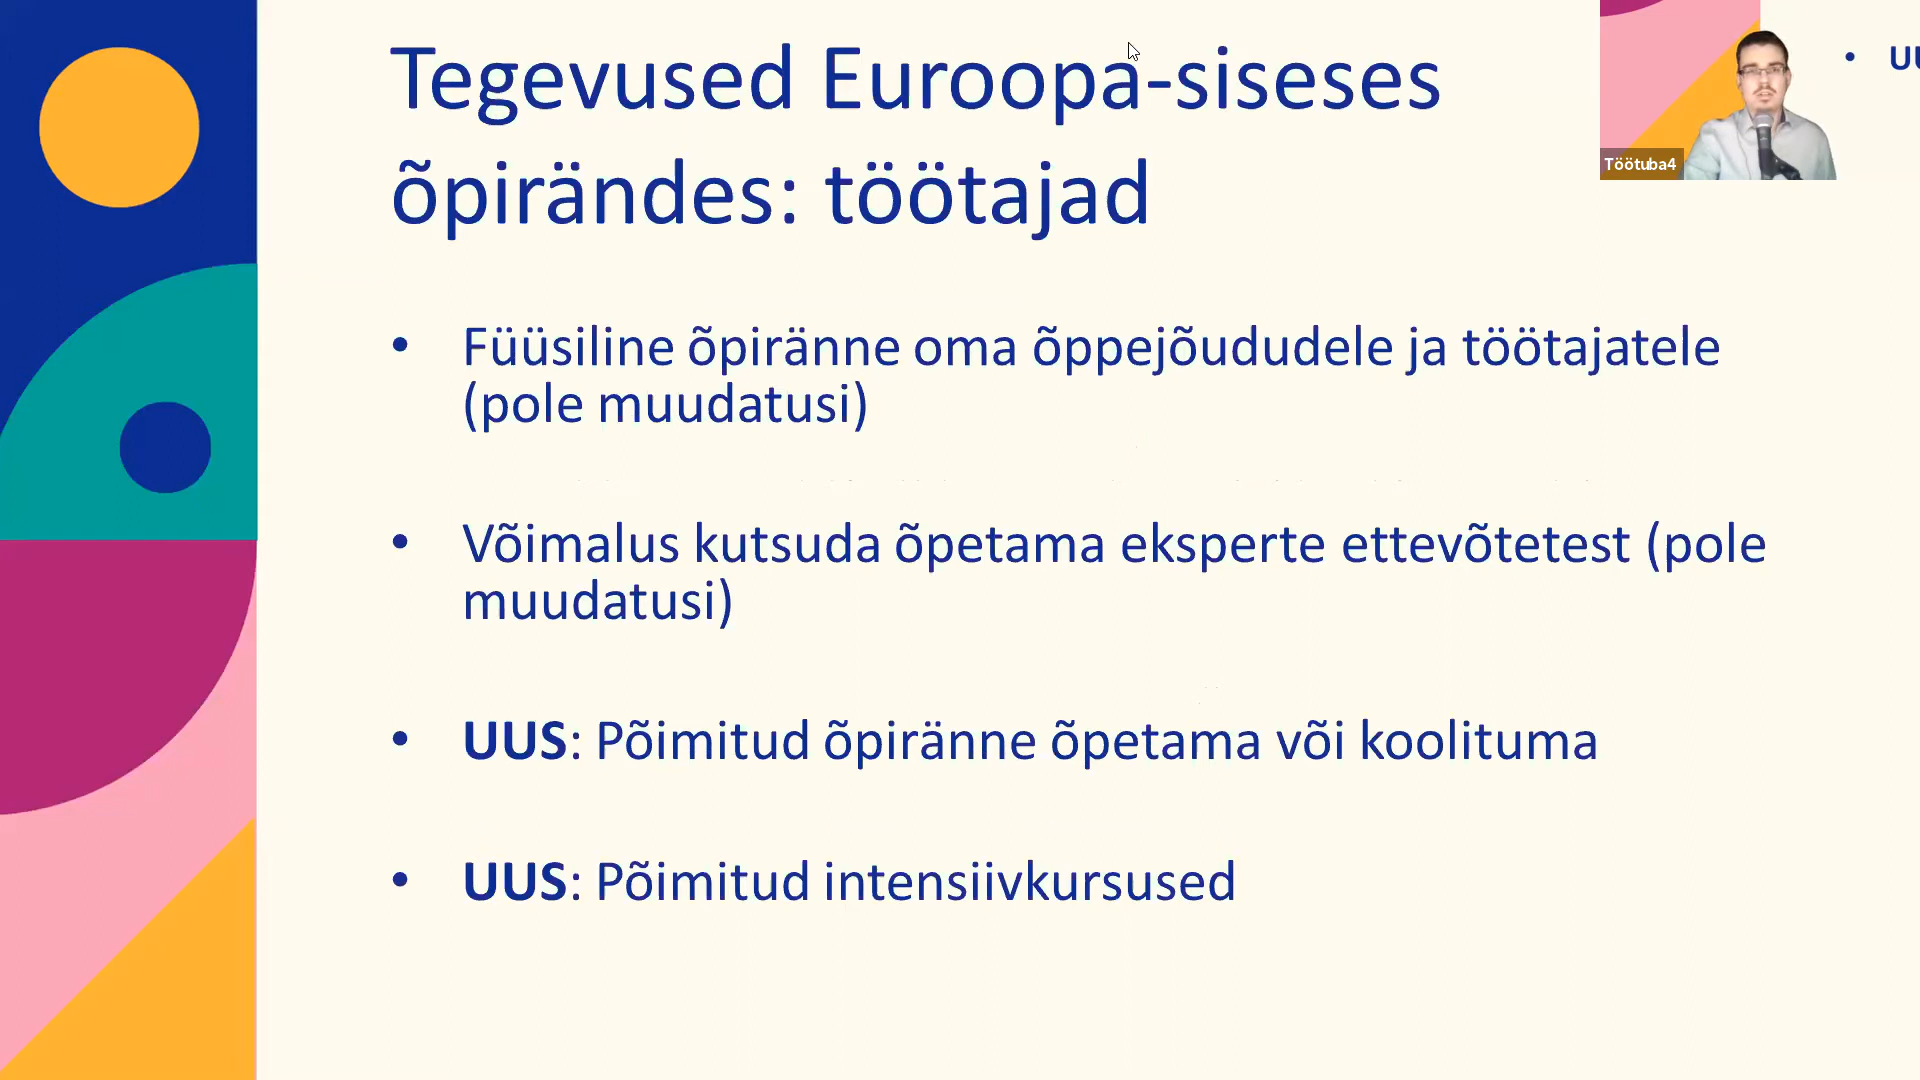 Tegevused Euroopa-siseses
õpirändes: töötajad
• Füüsiline õpiränne oma õppejõududele ja töötajatele
(pole muudatusi)
• Võimalus kutsuda õpetama eksperte ettevõtetest (pole
muudatusi)
• UUS: Põimitud õpiränne õpetama või koolituma
• UUS: Põimitud intensiivkursused
Töötuba4